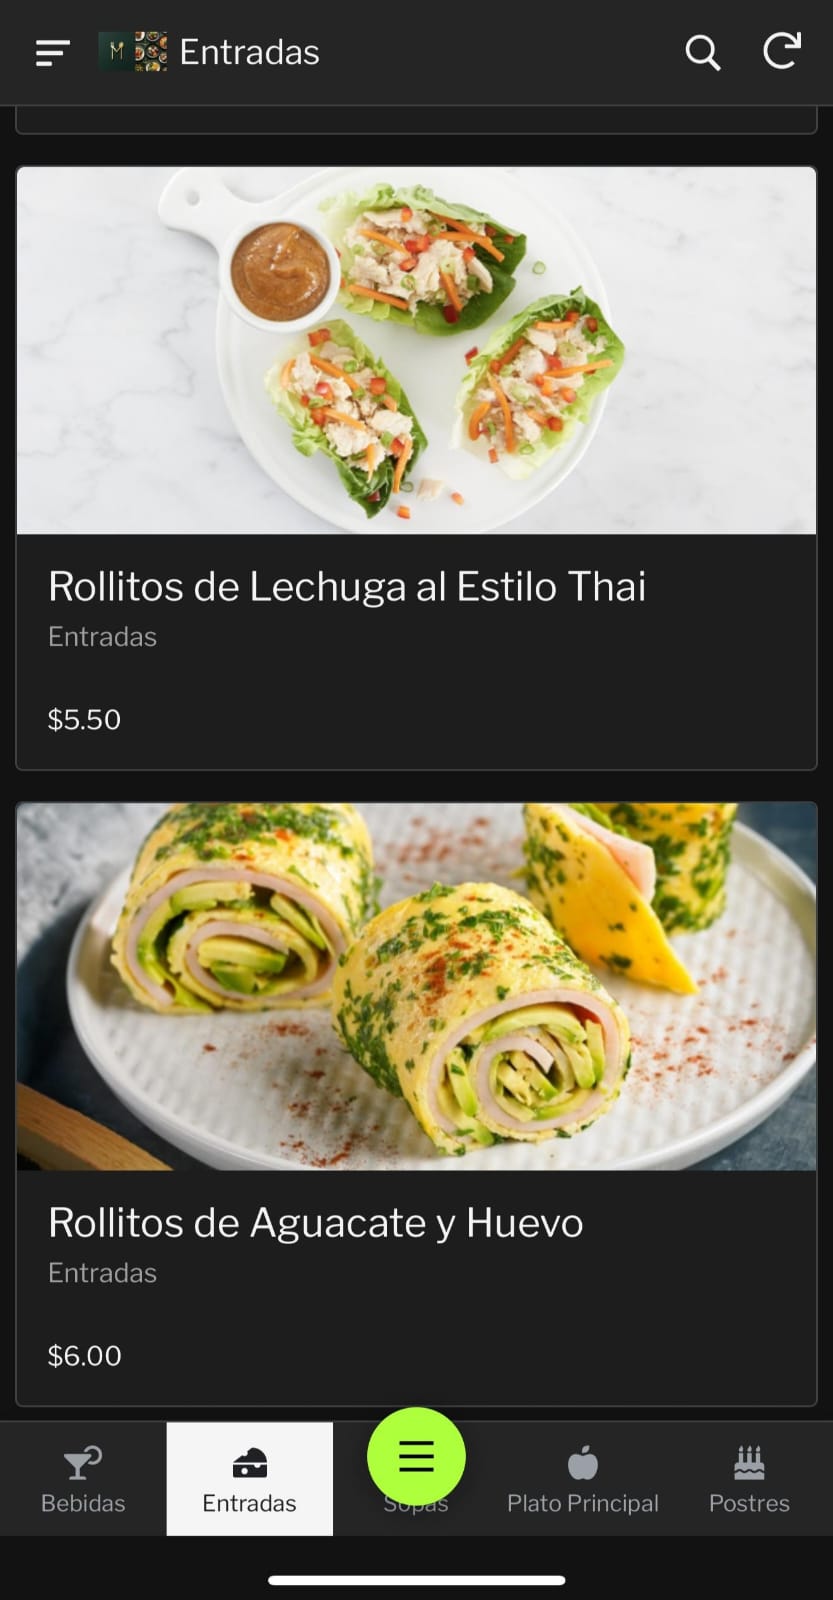 Entradas
Rollitos de Lechuga al Estilo Thai
Entradas
$5.50
Rollitos de Aguacate y Huevo
Entradas
$6.00
Bebidas
Entradas
Sopas
Plato Principal
Postres